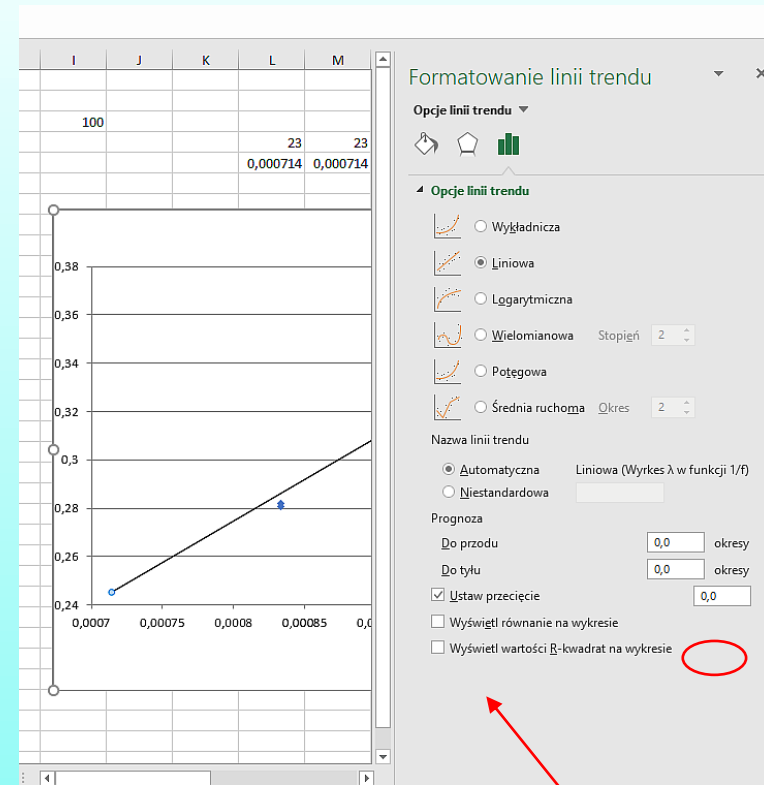 I J K L M
100
23 23
0,000714 0,000714
0,38
0,36
0,34
0,32
0,3
0,28
0,26
0,24
0,0007 0,00075 0,0008 0,00085 0,0
Formatowanie linii trendu
Opcje linii trendu
Opcje linii trendu
Wykładnicza
Liniowa
Logarytmiczna
Wielomianowa Stopień 2
Potęgowa
Średnia ruchoma Okres 2
Nazwa linii trendu
Automatyczna Liniowa (Wyrkes λ w funkcji 1/f)
Niestandardowa
Prognoza
Do przodu 0,0 okresy
Do tyłu 0,0 okresy
Ustaw przecięcie 0,0
Wyświetl równanie na wykresie
Wyświetl wartości R-kwadrat na wykresie